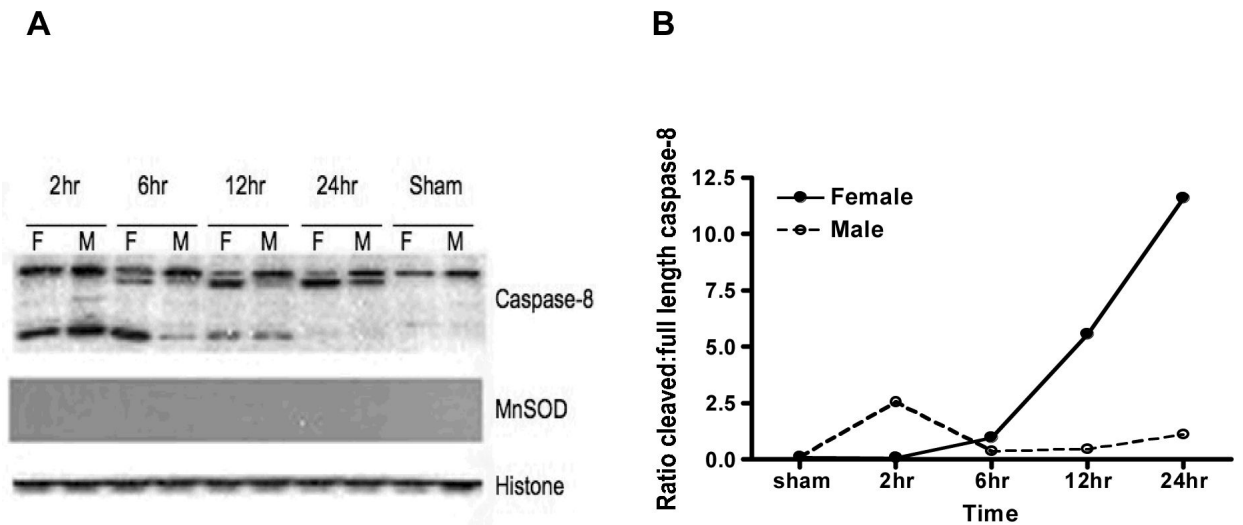 A
2hr 6hr 12hr 24hr Sham
F M F M F M F M F M
Caspase-8
MnSOD
Histone
B
Ratio cleaved:full length caspase-8
12.5
10.0
7.5
5.0
2.5
0.0
Female
Male
sham 2hr 6hr 12hr 24hr
Time